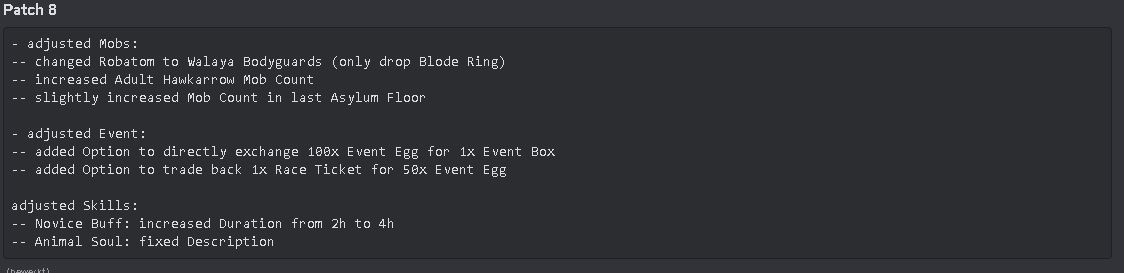 Patch 8
- adjusted Mobs:
-- changed Robatom to Walaya Bodyguards (only drop Blode Ring)
-- increased Adult Hawkarrow Mob Count
-- slightly increased Mob Count in last Asylum Floor
- adjusted Event:
-- added Option to directly exchange 100x Event Egg for 1x Event Box
-- added Option to trade back 1x Race Ticket for 50x Event Egg
adjusted Skills:
-- Novice Buff: increased Duration from 2h to 4h
-- Animal Soul: fixed Description